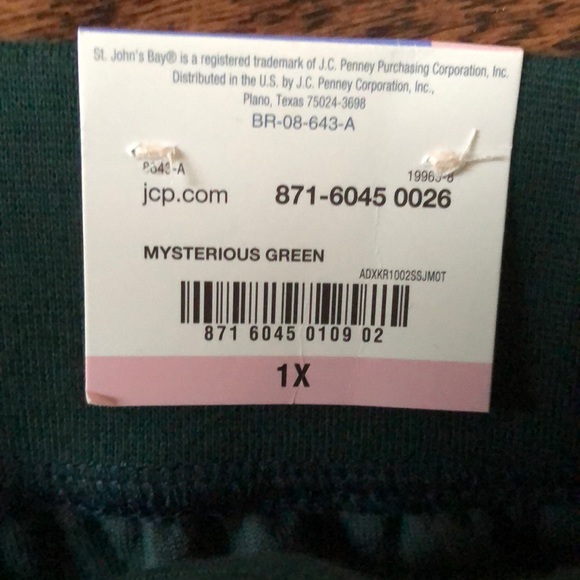 St. John's Bay® is a registered trademark of J.C. Penney Purchasing Corporation, Inc.
Distributed in the U.S. by J.C. Penney Corporation, Inc.,
Plano, Texas 75024-3698
BR-08-643-A
8643-A
jcp.com 871-6045 0026
MYSTERIOUS GREEN
ADXKR1002SSJM0T
871 6045 0109 02
1X